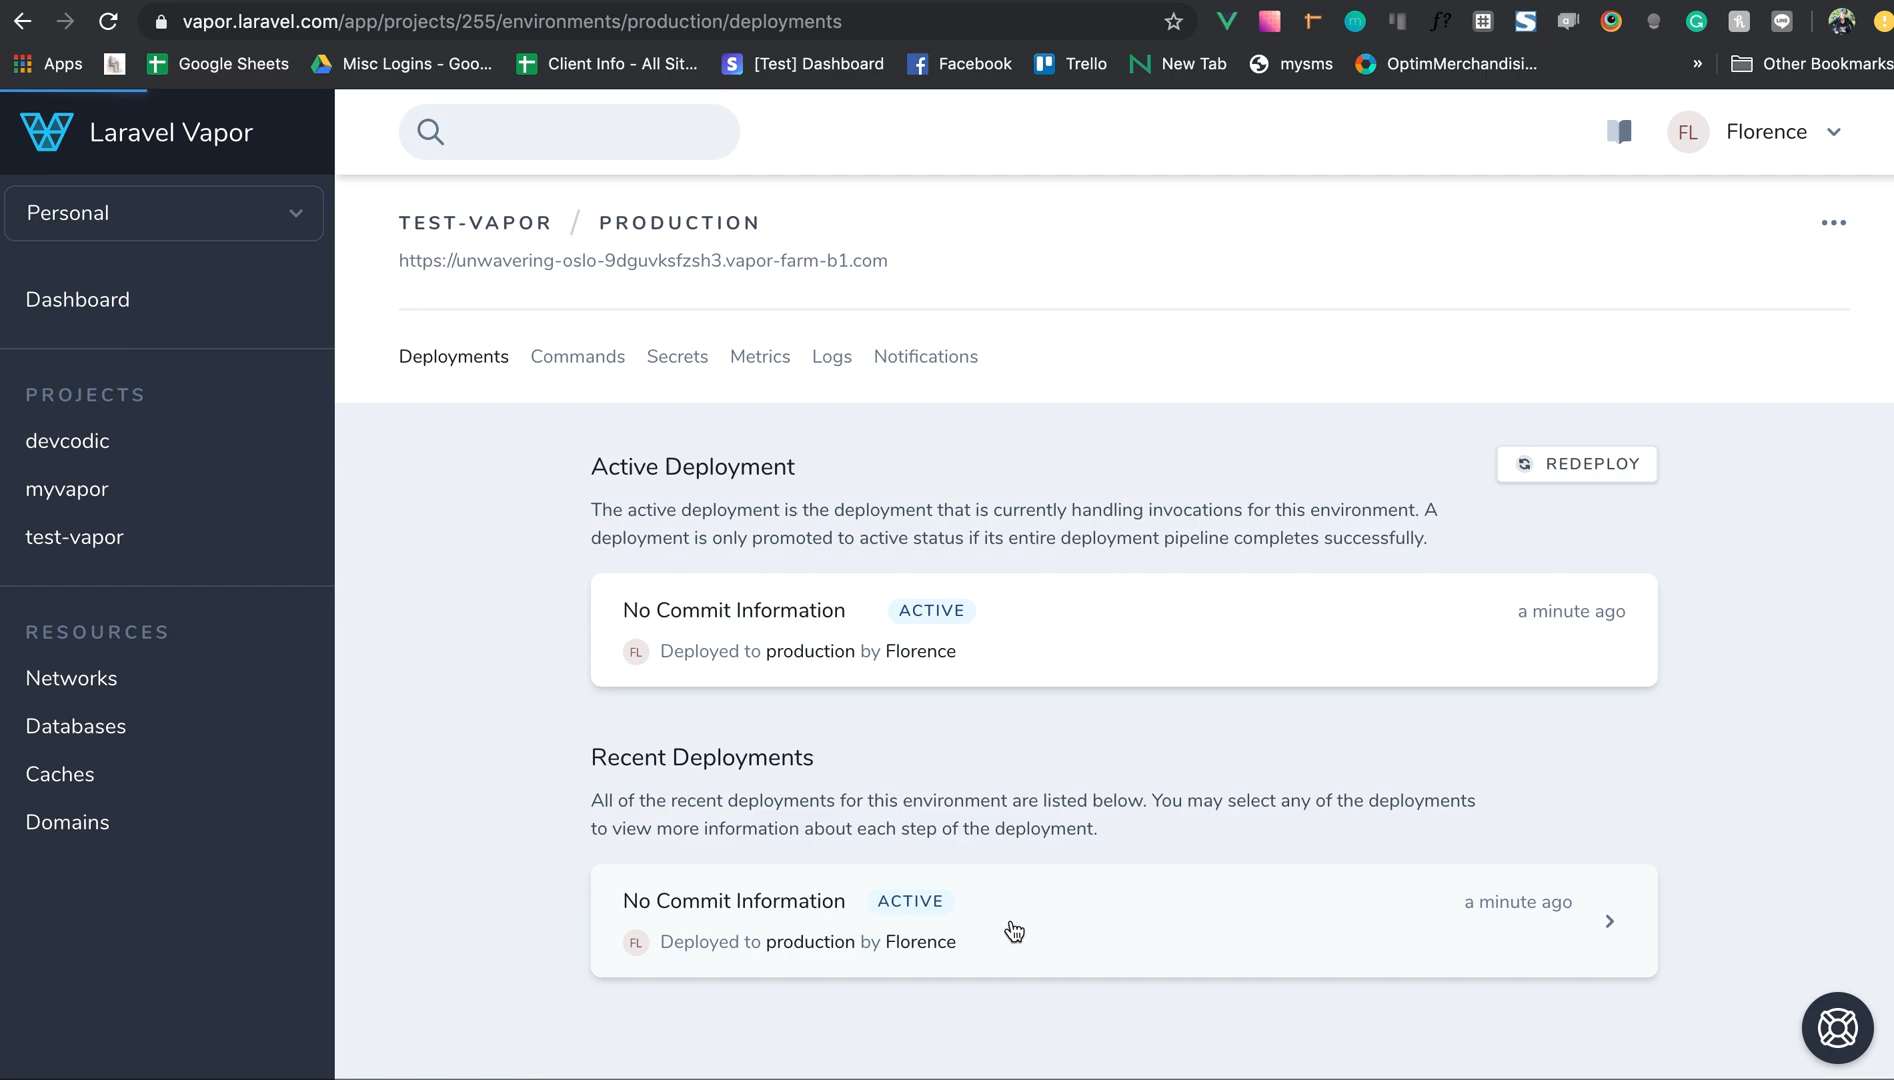 vapor.laravel.com/app/projects/255/environments/production/deployments
Apps
Google Sheets
Misc Logins - Goo...
Client Info - All Sit...
[Test] Dashboard
Facebook
Trello
New Tab
mysms
OptimMerchandisi...
»
Other Bookmarks
Laravel Vapor
FL
Florence
Personal
TEST-VAPOR / PRODUCTION
https://unwavering-oslo-9dguvksfzsh3.vapor-farm-b1.com
Dashboard
Deployments Commands Secrets Metrics Logs Notifications
PROJECTS
devcodic
myvapor
test-vapor
RESOURCES
Networks
Databases
Caches
Domains
Active Deployment
REDEPLOY
The active deployment is the deployment that is currently handling invocations for this environment. A
deployment is only promoted to active status if its entire deployment pipeline completes successfully.
No Commit Information ACTIVE a minute ago
FL Deployed to production by Florence
Recent Deployments
All of the recent deployments for this environment are listed below. You may select any of the deployments
to view more information about each step of the deployment.
No Commit Information ACTIVE a minute ago
FL Deployed to production by Florence